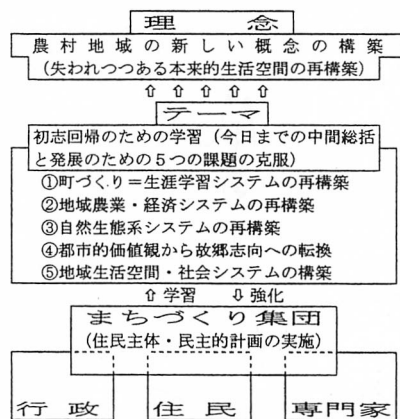 理念
農村地域の新しい概念の構築
(失われつつある本来的生活空間の再構築)
⇧ ⇧ ⇧ ⇧ ⇧
テーマ
初志回帰のための学習(今日までの中間総括
と発展のための5つの課題の克服)
①町づくり=生涯学習システムの再構築
②地域農業・経済システムの再構築
③自然生態系システムの再構築
④都市的価値観から故郷志向への転換
⑤地域生活空間・社会システムの構築
⇧ 学習 ⇩ 強化
まちづくり集団
(住民主体・民主的計画の実施)
行政 住民 専門家